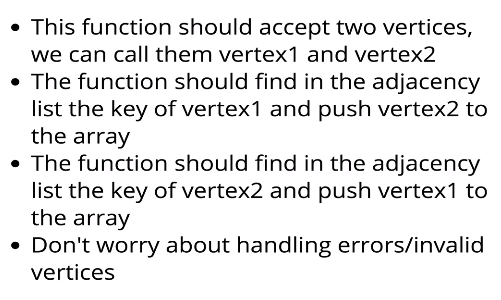 • This function should accept two vertices,
we can call them vertex1 and vertex2
• The function should find in the adjacency
list the key of vertex1 and push vertex2 to
the array
• The function should find in the adjacency
list the key of vertex2 and push vertex1 to
the array
• Don't worry about handling errors/invalid
vertices